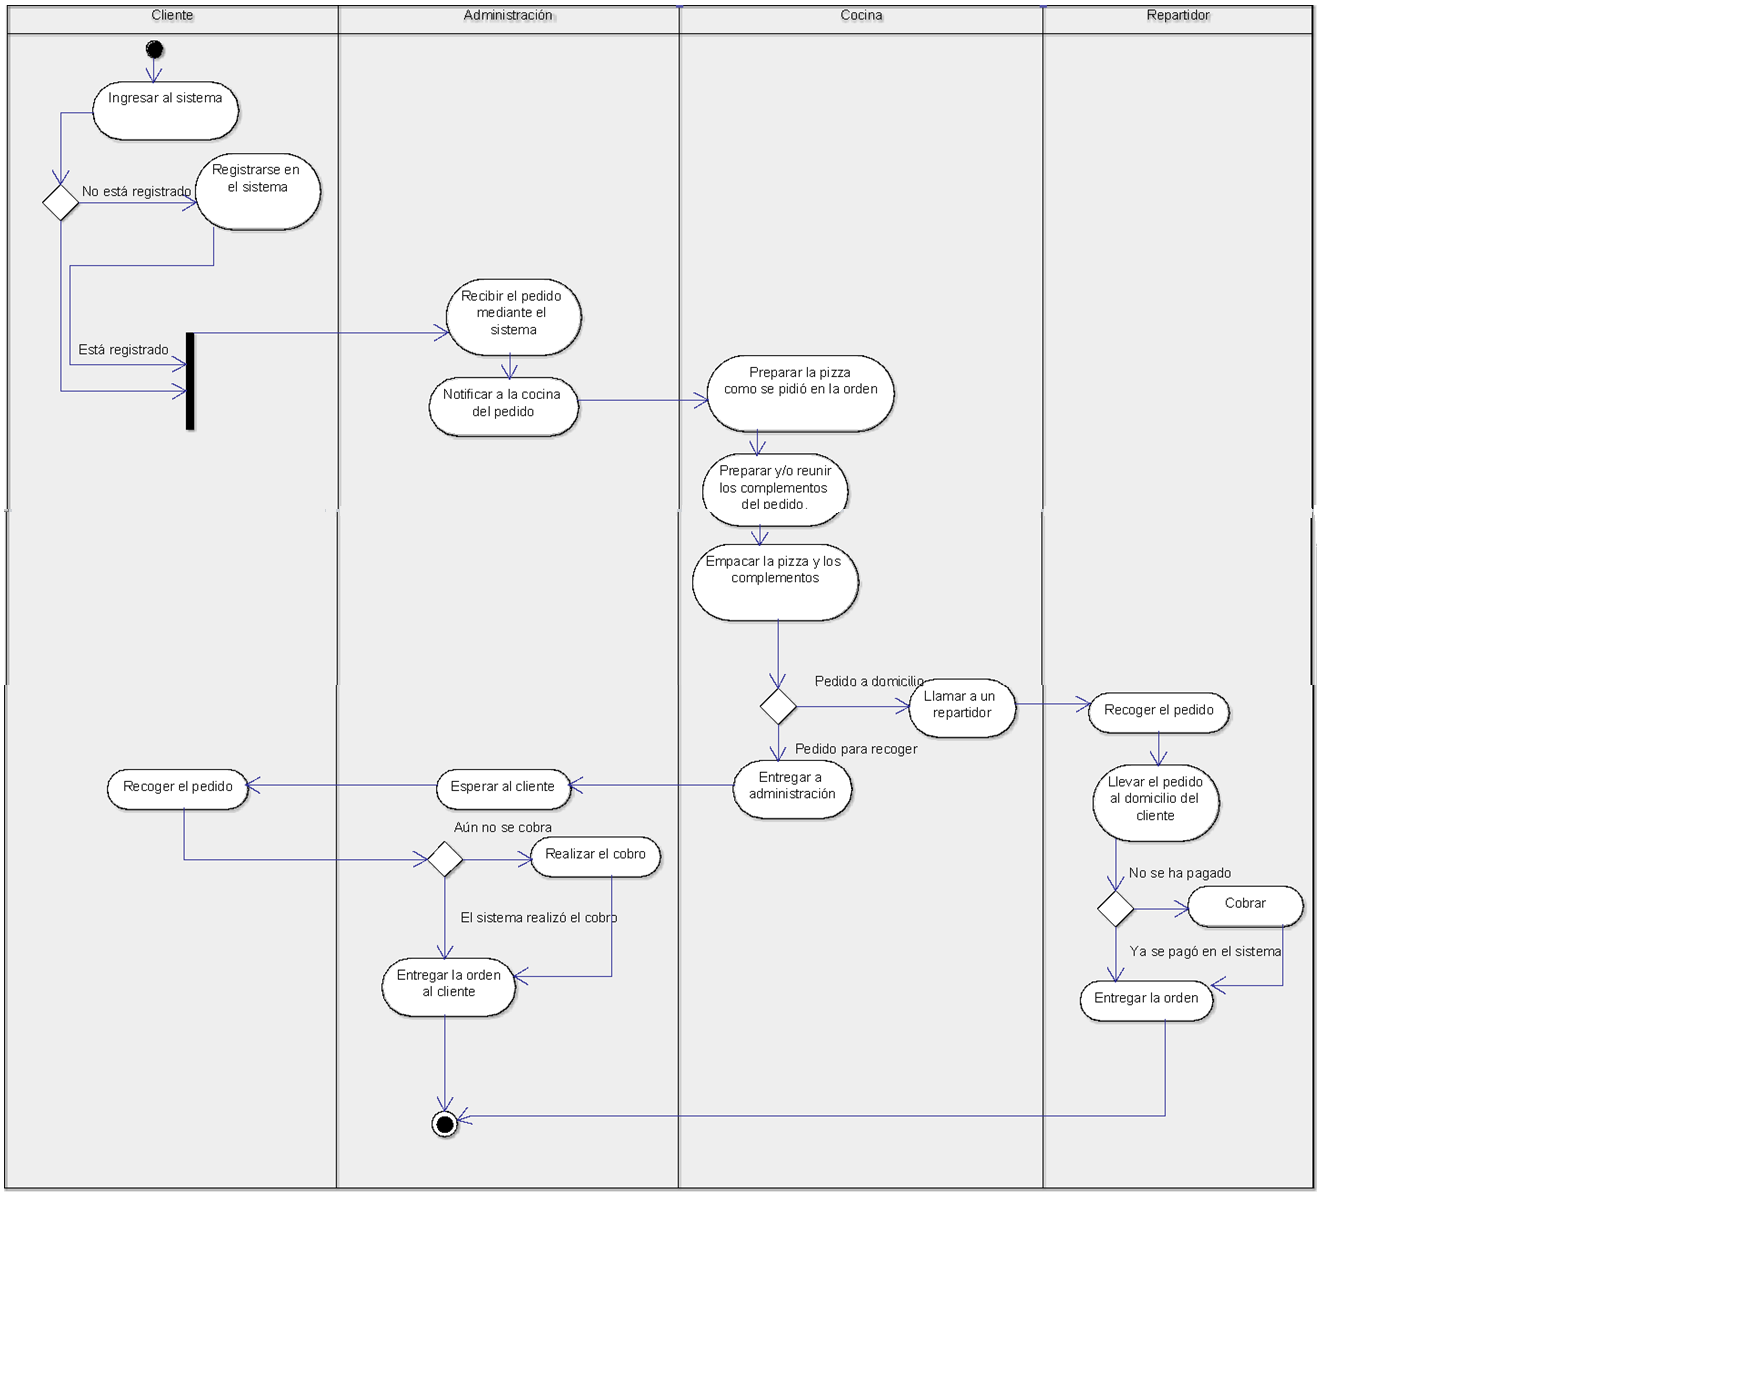 Cliente
Administración
Cocina
Repartidor
Ingresar al sistema
Registrarse en
el sistema
No está registrado
Está registrado
Recibir el pedido
mediante el
sistema
Notificar a la cocina
del pedido
Preparar la pizza
como se pidió en la orden
Preparar y/o reunir
los complementos
del pedido.
Empacar la pizza y los
complementos
Pedido a domicilio
Llamar a un
repartidor
Recoger el pedido
Pedido para recoger
Entregar a
administración
Esperar al cliente
Recoger el pedido
Llevar el pedido
al domicilio del
cliente
Aún no se cobra
Realizar el cobro
El sistema realizó el cobro
Entregar la orden
al cliente
No se ha pagado
Cobrar
Ya se pagó en el sistema
Entregar la orden